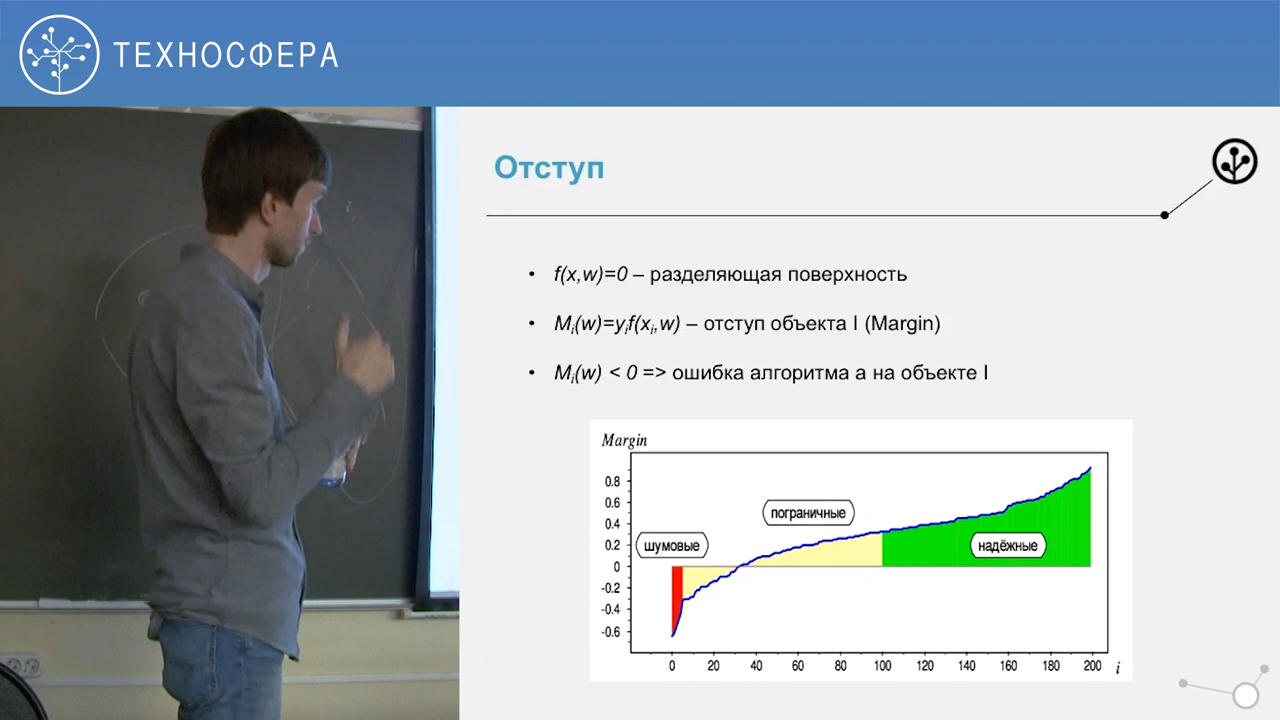 ТЕХНОСФЕРА
Отступ
• f(x,w)=0 – разделяющая поверхность
• Mi(w)=yif(xi,w) – отступ объекта I (Margin)
• Mi(w) < 0 => ошибка алгоритма а на объекте I
Margin
0.8
0.6
0.4
0.2
0
-0.2
-0.4
-0.6
пограничные
шумовые
надёжные
0 20 40 60 80 100 120 140 160 180 200 i